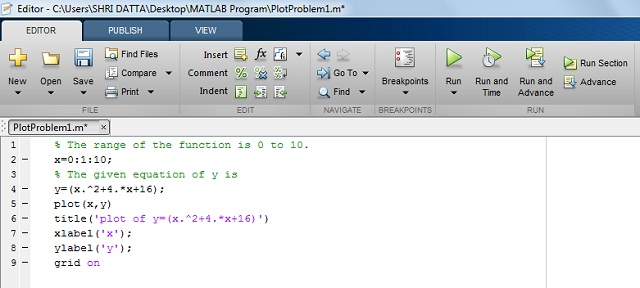 Editor - C:\Users\SHRI DATTA\Desktop\MATLAB Program\PlotProblem1.m*
EDITOR PUBLISH VIEW
New Open Save Find Files Compare Print
Insert fx Comment Indent
Go To Find
Breakpoints
Run Run and Time Run and Advance Run Section Advance
FILE EDIT NAVIGATE BREAKPOINTS RUN
PlotProblem1.m* ×
1 % The range of the function is 0 to 10.
2 – x=0:1:10;
3 % The given equation of y is
4 – y=(x.^2+4.*x+16);
5 – plot(x,y)
6 – title('plot of y=(x.^2+4.*x+16)')
7 – xlabel('x');
8 – ylabel('y');
9 – grid on